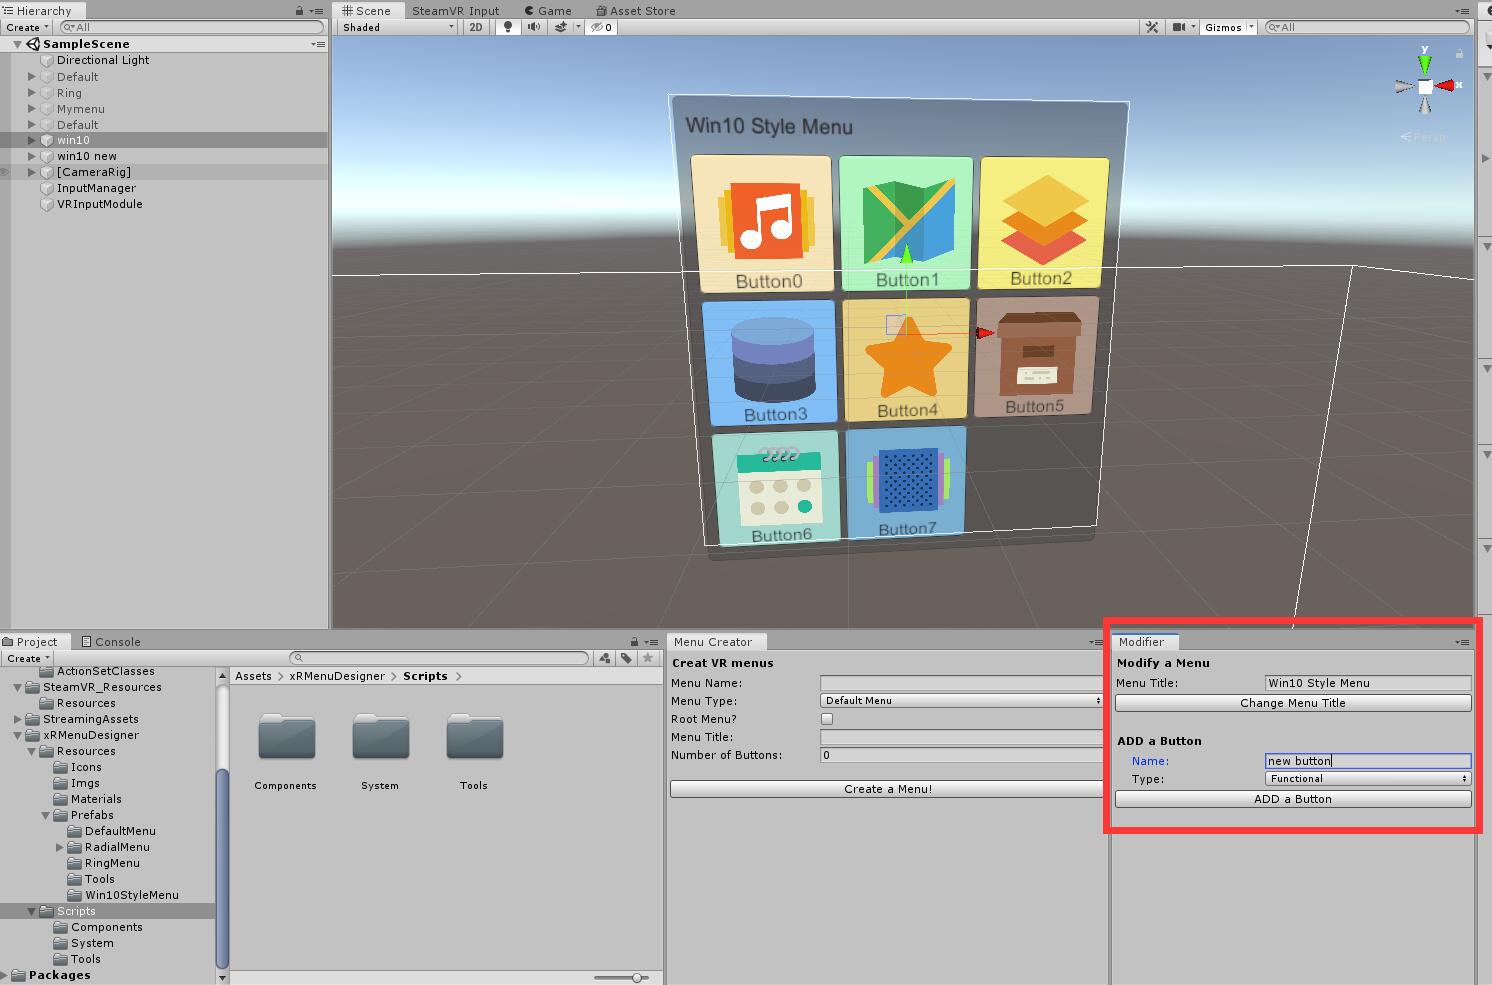 Hierarchy
Create
All
SampleScene
Directional Light
Default
Ring
Mymenu
Default
win10
win10 new
[CameraRig]
InputManager
VRInputModule
Scene
SteamVR Input
Game
Asset Store
Shaded
2D
0
Gizmos
All
y
x
Persp
Win10 Style Menu
Button0
Button1
Button2
Button3
Button4
Button5
Button6
Button7
Project
Console
Create
ActionSetClasses
SteamVR_Resources
Resources
StreamingAssets
xRMenuDesigner
Resources
Icons
Imgs
Materials
Prefabs
DefaultMenu
RadialMenu
RingMenu
Tools
Win10StyleMenu
Scripts
Components
System
Tools
Packages
Assets
xRMenuDesigner
Scripts
Components
System
Tools
Menu Creator
Creat VR menus
Menu Name:
Menu Type:
Default Menu
Root Menu?
Menu Title:
Number of Buttons:
0
Create a Menu!
Modifier
Modify a Menu
Menu Title:
Win10 Style Menu
Change Menu Title
ADD a Button
Name:
new button
Type:
Functional
ADD a Button